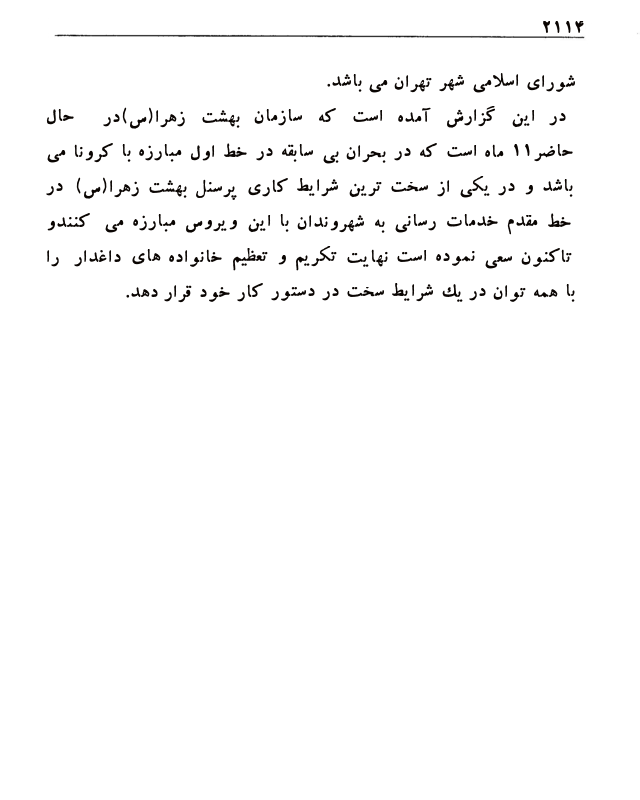 ۲۱۱۴
شورای اسلامی شهر تهران می باشد.
در این گزارش آمده است که سازمان بهشت زهرا(س)در حال
حاضر۱۱ ماه است که در بحران بی سابقه در خط اول مبارزه با کرونا می
باشد و در یکی از سخت ترین شرایط کاری پرسنل بهشت زهرا(س) در
خط مقدم خدمات رسانی به شهروندان با این ویروس مبارزه می کنندو
تاکنون سعی نموده است نهایت تکریم و تعظیم خانواده های داغدار را
با همه توان در یك شرایط سخت در دستور کار خود قرار دهد.